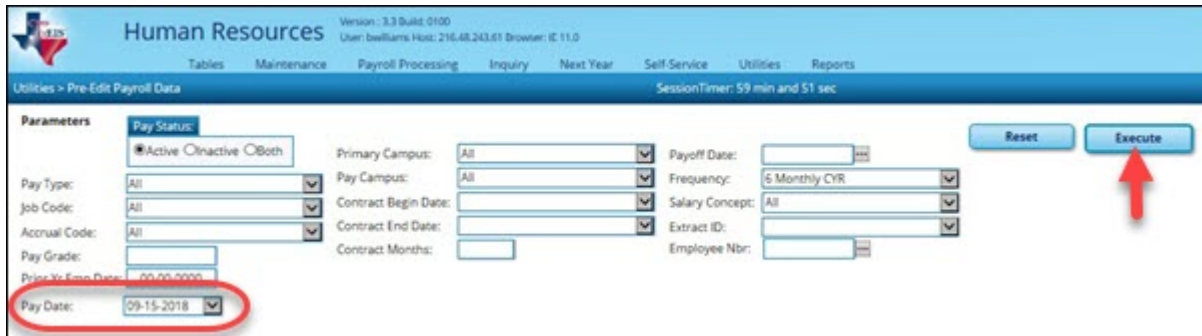 Human Resources
Version : 3.3 Build: 0100
User: bwilliams Host: 216.48.243.61 Browser: IE 11.0
Tables Maintenance Payroll Processing Inquiry Next Year Self-Service Utilities Reports
Utilities > Pre-Edit Payroll Data SessionTimer: 59 min and 51 sec
Parameters Pay Status: Reset Execute
Active Inactive Both Primary Campus: All Payoff Date:
Pay Type: All Pay Campus: All Frequency: 6 Monthly CYR
Job Code: All Contract Begin Date: Salary Concept: All
Accrual Code: All Contract End Date: Extract ID:
Pay Grade: Contract Months: Employee Nbr:
Prior Yr Emp Date: 00-00-0000
Pay Date: 09-15-2018